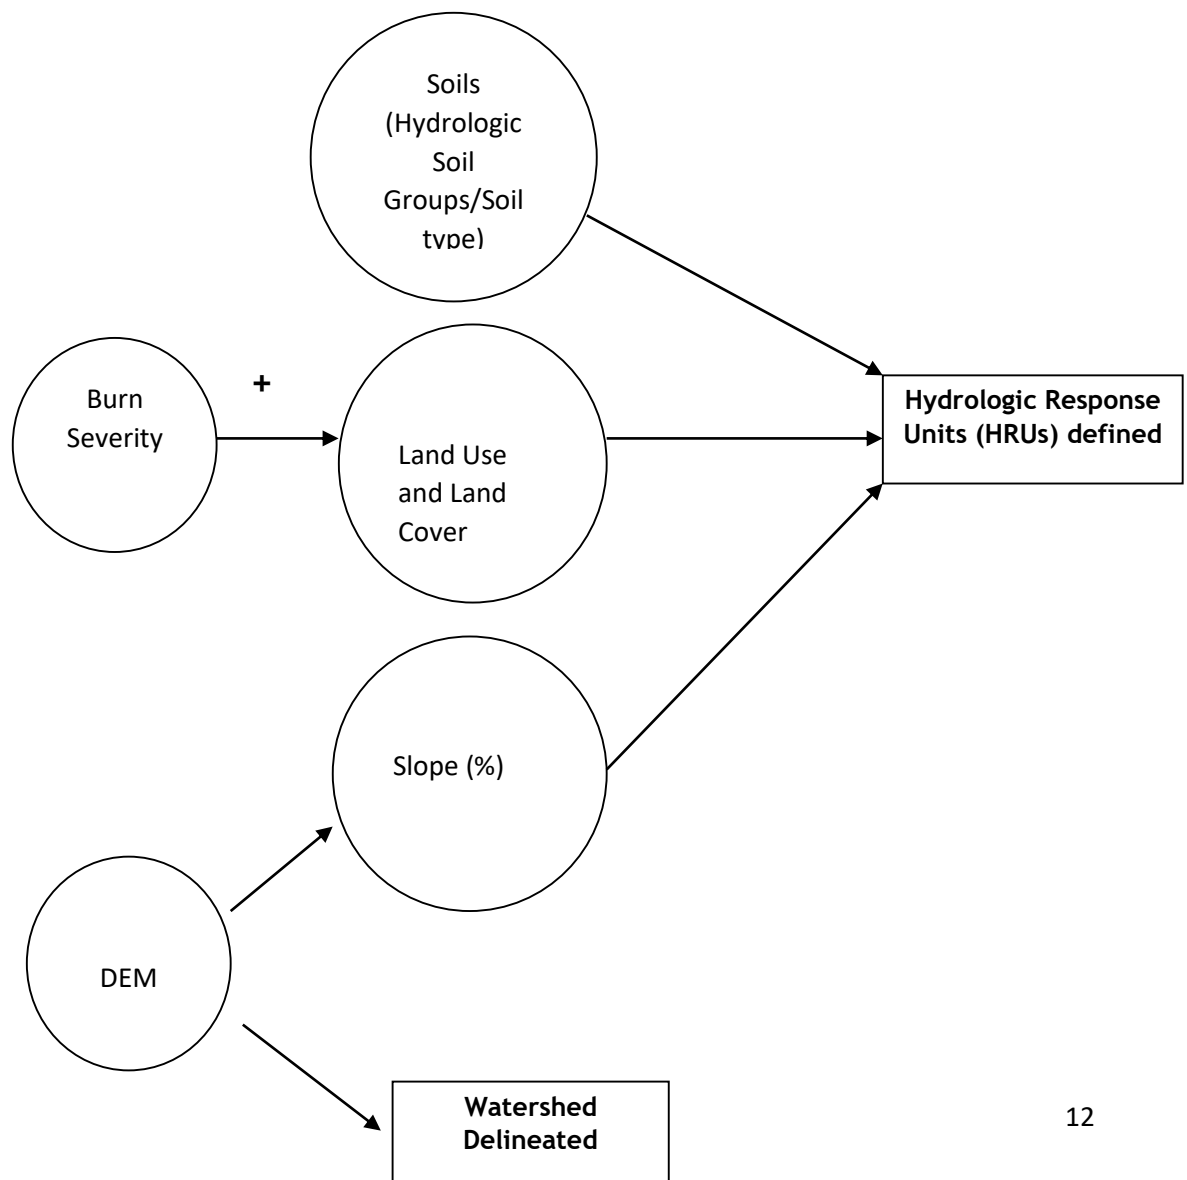 Soils
(Hydrologic
Soil
Groups/Soil
type)
+
Burn
Severity
Land Use
and Land
Cover
Hydrologic Response
Units (HRUs) defined
Slope (%)
DEM
Watershed
Delineated
12